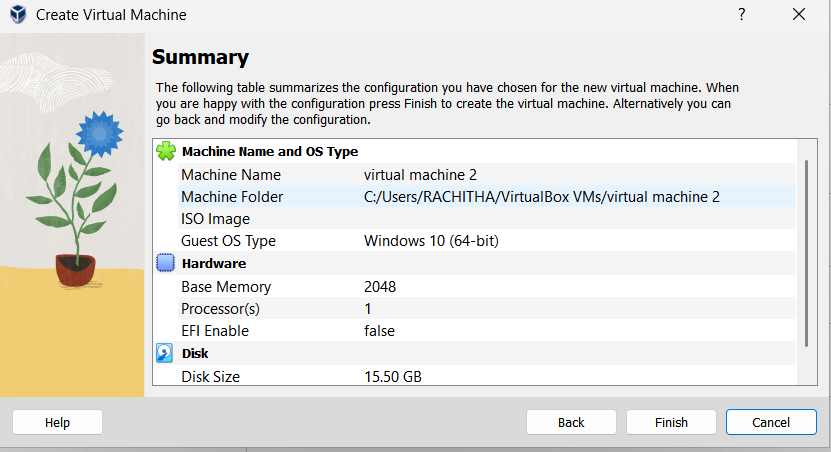 Create Virtual Machine
?
Summary
The following table summarizes the configuration you have chosen for the new virtual machine. When
you are happy with the configuration press Finish to create the virtual machine. Alternatively you can
go back and modify the configuration.
Machine Name and OS Type
Machine Name virtual machine 2
Machine Folder C:/Users/RACHITHA/VirtualBox VMs/virtual machine 2
ISO Image
Guest OS Type Windows 10 (64-bit)
Hardware
Base Memory 2048
Processor(s) 1
EFI Enable false
Disk
Disk Size 15.50 GB
Help Back Finish Cancel